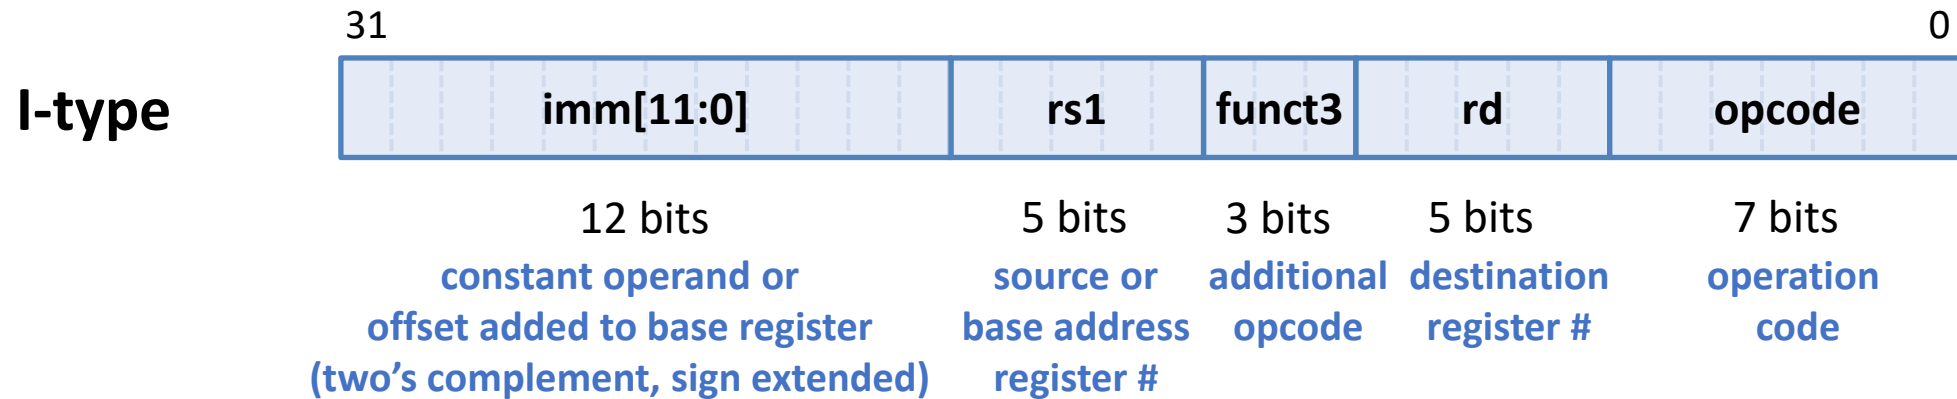 31 0
I-type
imm[11:0] rs1 funct3 rd opcode
12 bits 5 bits 3 bits 5 bits 7 bits
constant operand or source or additional destination operation
offset added to base register base address opcode register # code
(two’s complement, sign extended) register #